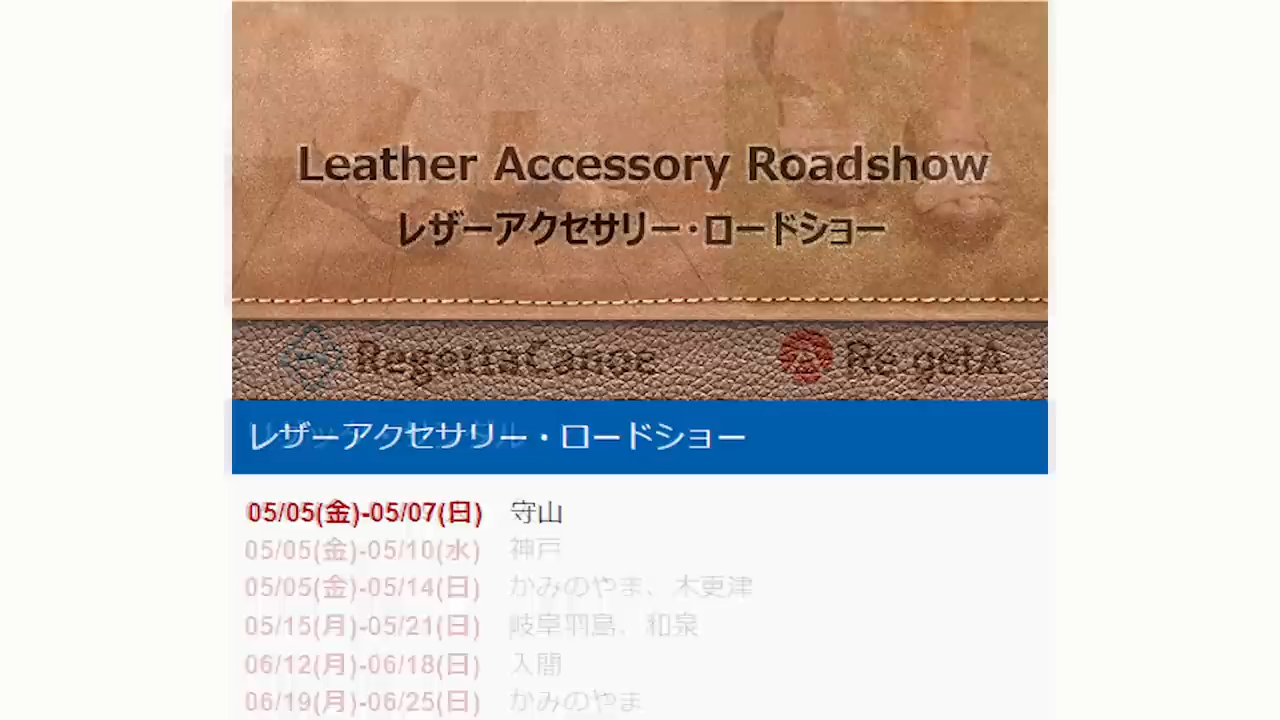 Leather Accessory Roadshow
レザーアクセサリー・ロードショー
RegettaCanoe Re:getA
レザーアクセサリー・ロードショー
05/05(金)-05/07(日) 守山
05/05(金)-05/10(水) 神戸
05/05(金)-05/14(日) かみのやま、木更津
05/15(月)-05/21(日) 岐阜羽島、和泉
06/12(月)-06/18(日) 入間
06/19(月)-06/25(日) かみのやま